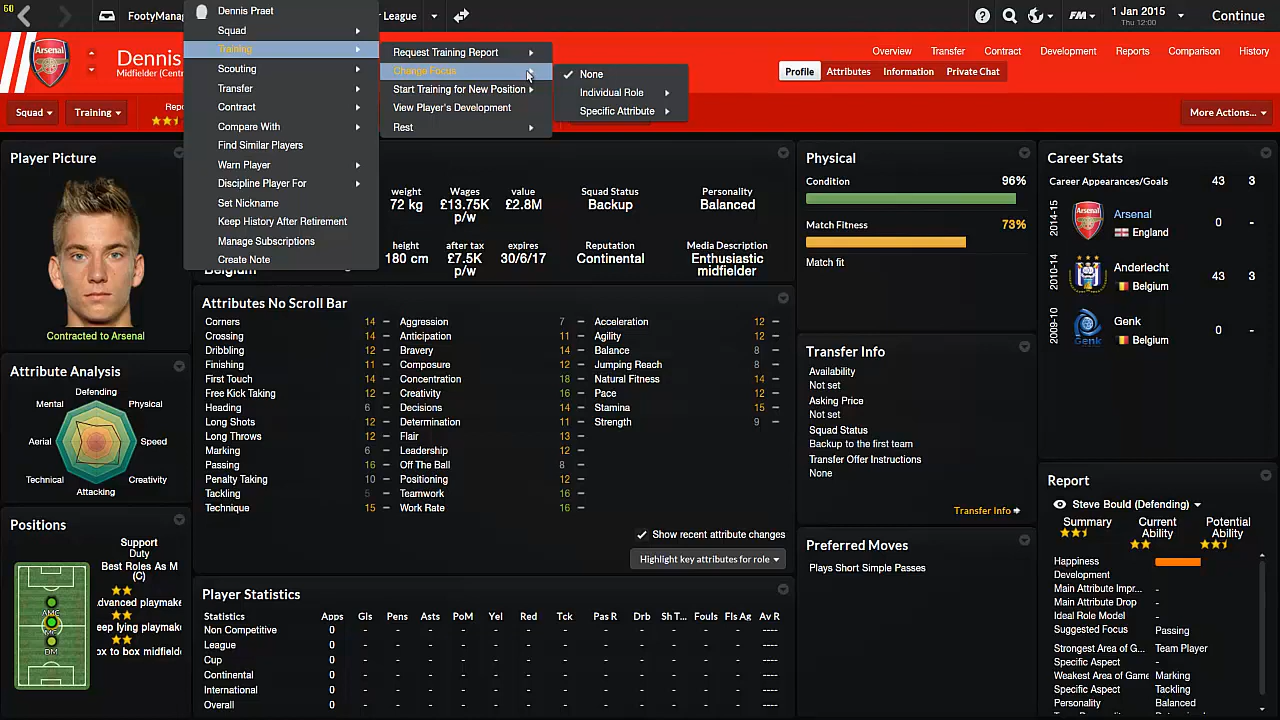 60
FootyManag
League
FM
1 Jan 2015
Thu 12:00
Continue
Arsenal
Dennis
Midfielder (Centr
Overview
Transfer
Contract
Development
Reports
Comparison
History
Profile
Attributes
Information
Private Chat
Squad
Training
Repo
More Actions...
Dennis Praet
Squad
Training
Scouting
Transfer
Contract
Compare With
Find Similar Players
Warn Player
Discipline Player For
Set Nickname
Keep History After Retirement
Manage Subscriptions
Create Note
Request Training Report
Change Focus
Start Training for New Position
View Player's Development
Rest
None
Individual Role
Specific Attribute
Player Picture
Contracted to Arsenal
Attribute Analysis
Defending
Mental
Physical
Aerial
Speed
Technical
Creativity
Attacking
Positions
Support
Duty
Best Roles As M
(C)
dvanced playmake
eep lying playmake
ox to box midfielde
AMC
MC
DM
Belgium
weight
72 kg
Wages
£13.75K
p/w
value
£2.8M
Squad Status
Backup
Personality
Balanced
height
180 cm
after tax
£7.5K
p/w
expires
30/6/17
Reputation
Continental
Media Description
Enthusiastic
midfielder
Attributes No Scroll Bar
Corners 14 – Aggression 7 – Acceleration 12 –
Crossing 14 – Anticipation 11 – Agility 12 –
Dribbling 12 – Bravery 14 – Balance 8 –
Finishing 11 – Composure 12 – Jumping Reach 8 –
First Touch 14 – Concentration 18 – Natural Fitness 14 –
Free Kick Taking 12 – Creativity 16 – Pace 12 –
Heading 6 – Decisions 14 – Stamina 15 –
Long Shots 12 – Determination 11 – Strength 9 –
Long Throws 12 – Flair 13 –
Marking 6 – Leadership 12 –
Passing 16 – Off The Ball 8 –
Penalty Taking 10 – Positioning 12 –
Tackling 5 – Teamwork 16 –
Technique 15 – Work Rate 16 –
Show recent attribute changes
Highlight key attributes for role
Player Statistics
Statistics Apps Gls Pens Asts PoM Yel Red Tck Pas R Drb Sh T... Fouls Fls Ag Av R
Non Competitive 0 - - - - - - - - - - - - ----
League 0 - - - - - - - - - - - - ----
Cup 0 - - - - - - - - - - - - ----
Continental 0 - - - - - - - - - - - - ----
International 0 - - - - - - - - - - - - ----
Overall 0 - - - - - - - - - - - - ----
Physical
Condition 96%
Match Fitness 73%
Match fit
Transfer Info
Availability
Not set
Asking Price
Not set
Squad Status
Backup to the first team
Transfer Offer Instructions
None
Transfer Info
Preferred Moves
Plays Short Simple Passes
Career Stats
Career Appearances/Goals 43 3
2014-15
Arsenal 0 -
England
2010-14
Anderlecht 43 3
Belgium
2009-10
Genk 0 -
Belgium
Report
Steve Bould (Defending)
Summary
Current
Ability
Potential
Ability
Happiness
Development
Main Attribute Impr... -
Main Attribute Drop -
Ideal Role Model -
Suggested Focus Passing
Strongest Area of G... Team Player
Specific Aspect -
Weakest Area of Game Marking
Specific Aspect Tackling
Personality Balanced